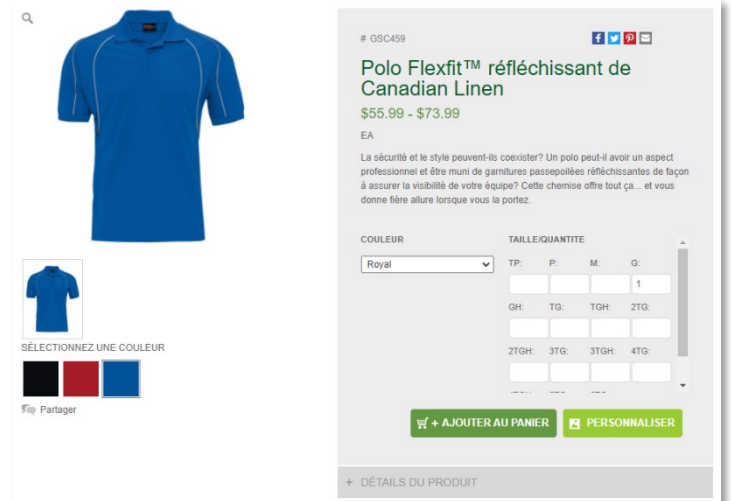 # GSC459
Polo Flexfit™ réfléchissant de
Canadian Linen
$55.99 - $73.99
EA
La sécurité et le style peuvent-ils coexister? Un polo peut-il avoir un aspect
professionnel et être muni de garnitures passepoilées réfléchissantes de façon
à assurer la visibilité de votre équipe? Cette chemise offre tout ça... et vous
donne fière allure lorsque vous la portez.
COULEUR
TAILLE/QUANTITE
Royal
TP: P: M: G:
1
GH: TG: TGH: 2TG:
2TGH: 3TG: 3TGH: 4TG:
SÉLECTIONNEZ UNE COULEUR
Partager
+ AJOUTER AU PANIER
PERSONNALISER
+ DÉTAILS DU PRODUIT